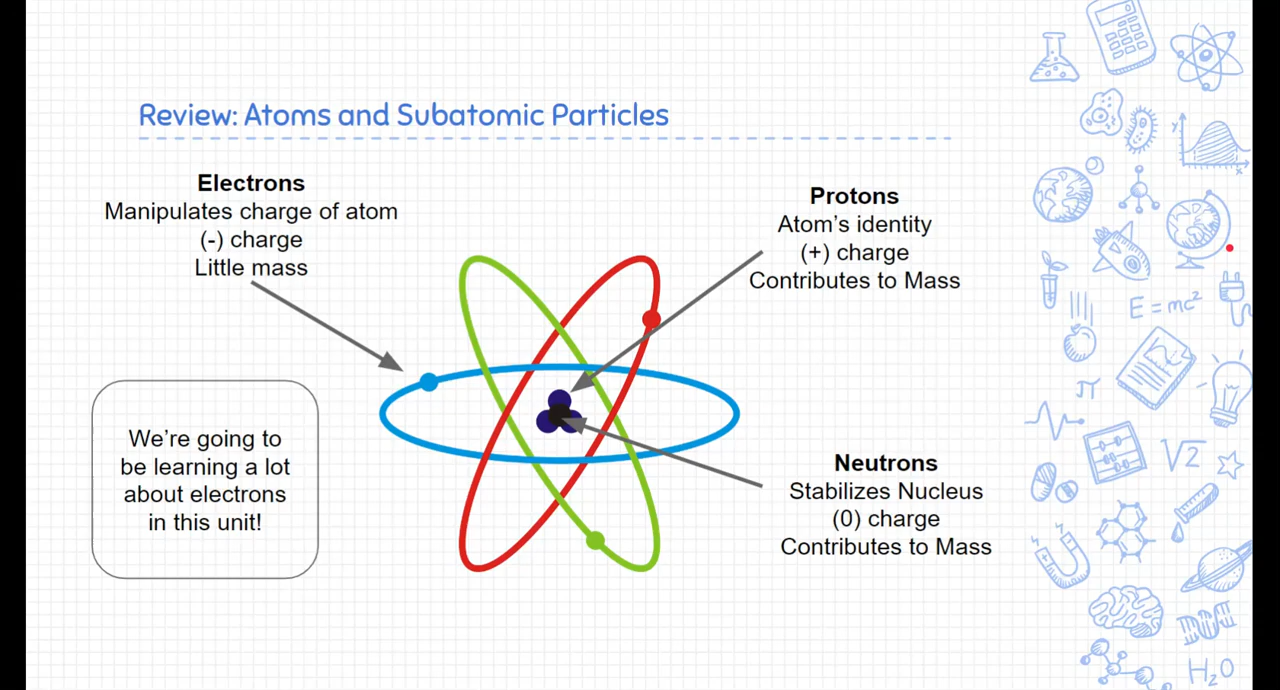 Review: Atoms and Subatomic Particles
Electrons
Manipulates charge of atom
(-) charge
Little mass
Protons
Atom's identity
(+) charge
Contributes to Mass
We're going to
be learning a lot
about electrons
in this unit!
Neutrons
Stabilizes Nucleus
(0) charge
Contributes to Mass
y
x
E=mc²
π
√2
H₂O